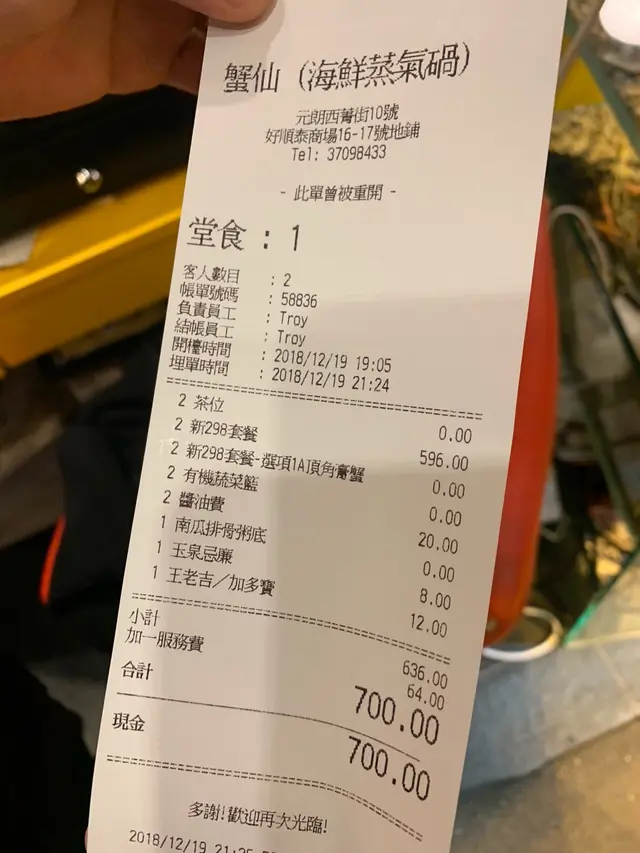 蟹仙 (海鮮蒸氣鍋)
元朗西菁街10號
好順泰商場16-17號地鋪
Tel: 37098433
- 此單曾被重開 -
堂食 : 1
客人數目 : 2
帳單號碼 : 58836
負責員工 : Troy
結帳員工 : Troy
開檯時間 : 2018/12/19 19:05
埋單時間 : 2018/12/19 21:24
2 茶位 0.00
2 新298套餐 596.00
2 新298套餐-選項1A頂角膏蟹 0.00
2 有機蔬菜籃 0.00
2 醬油費 20.00
1 南瓜排骨粥底 0.00
1 玉泉忌廉 8.00
1 王老吉/加多寶 12.00
小計 636.00
加一服務費 64.00
合計 700.00
現金 700.00
多謝!歡迎再次光臨!
2018/12/19